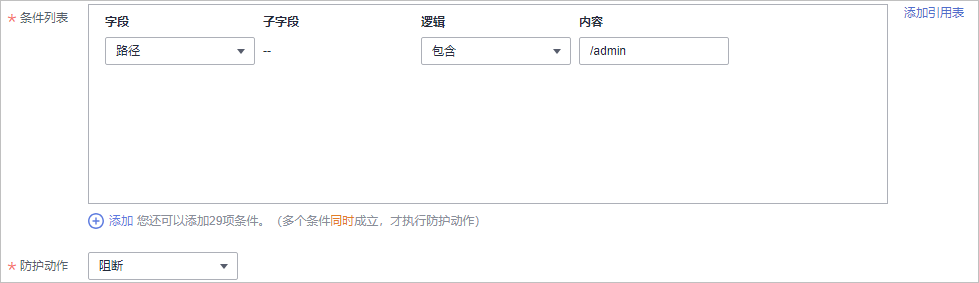 * 条件列表
字段 子字段 逻辑 内容
路径 -- 包含 /admin
添加引用表
添加 您还可以添加29项条件。（多个条件同时成立，才执行防护动作）
* 防护动作 阻断